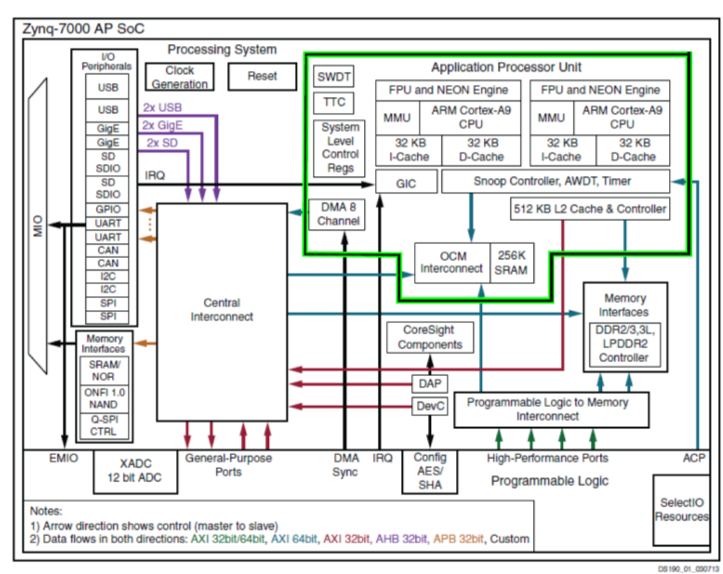 Zynq-7000 AP SoC
Processing System
I/O
Peripherals
USB
USB
GigE
GigE
SD
SDIO
SD
SDIO
GPIO
UART
UART
CAN
CAN
I2C
I2C
SPI
SPI
MIO
Clock
Generation
Reset
2x USB
2x GigE
2x SD
IRQ
Application Processor Unit
SWDT
TTC
System
Level
Control
Regs
FPU and NEON Engine
MMU
ARM Cortex-A9
CPU
32 KB
I-Cache
32 KB
D-Cache
FPU and NEON Engine
MMU
ARM Cortex-A9
CPU
32 KB
I-Cache
32 KB
D-Cache
GIC
Snoop Controller, AWDT, Timer
DMA 8
Channel
512 KB L2 Cache & Controller
OCM
Interconnect
256K
SRAM
Central
Interconnect
Memory
Interfaces
DDR2/3,3L,
LPDDR2
Controller
CoreSight
Components
DAP
DevC
Programmable Logic to Memory
Interconnect
Memory
Interfaces
SRAM/
NOR
ONFI 1.0
NAND
Q-SPI
CTRL
EMIO
XADC
12 bit ADC
General-Purpose
Ports
DMA
Sync
IRQ
Config
AES/
SHA
High-Performance Ports
ACP
Programmable Logic
SelectIO
Resources
Notes:
1) Arrow direction shows control (master to slave)
2) Data flows in both directions: AXI 32bit/64bit, AXI 64bit, AXI 32bit, AHB 32bit, APB 32bit, Custom
DS190_01_030713